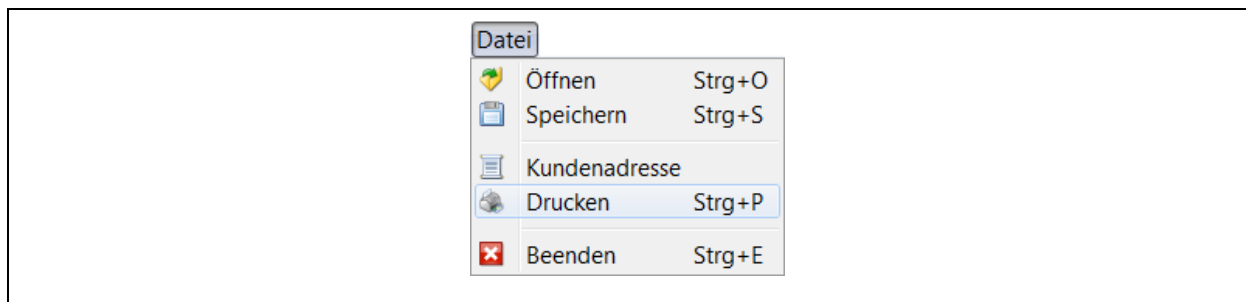 Datei
Öffnen Strg+O
Speichern Strg+S
Kundenadresse
Drucken Strg+P
Beenden Strg+E